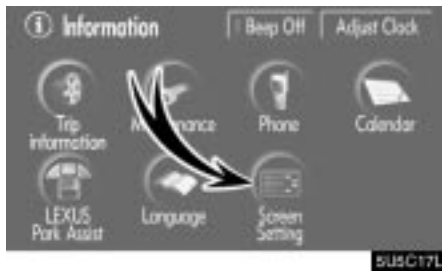 i Information
Beep Off
Adjust Clock
Trip
information
Maintenance
Phone
Calendar
LEXUS
Park Assist
Language
Screen
Setting
5U5C17L